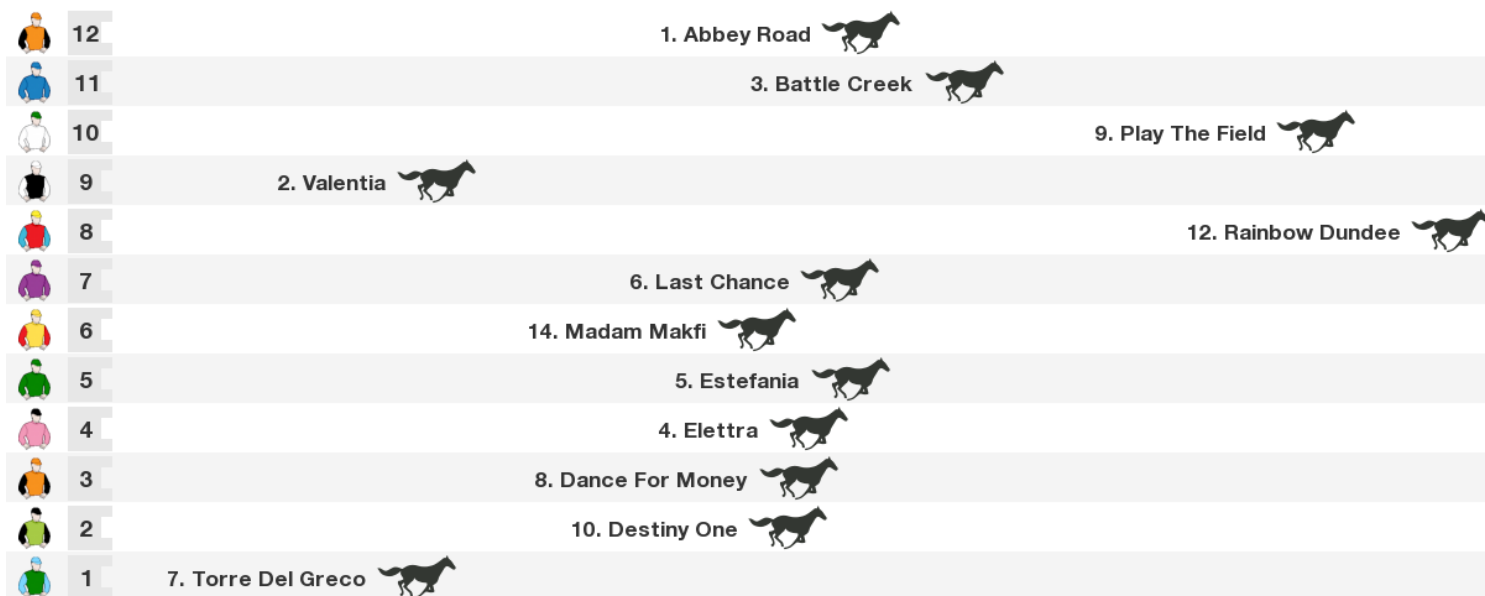 12 1. Abbey Road
11 3. Battle Creek
10 9. Play The Field
9 2. Valentia
8 12. Rainbow Dundee
7 6. Last Chance
6 14. Madam Makfi
5 5. Estefania
4 4. Elettra
3 8. Dance For Money
2 10. Destiny One
1 7. Torre Del Greco